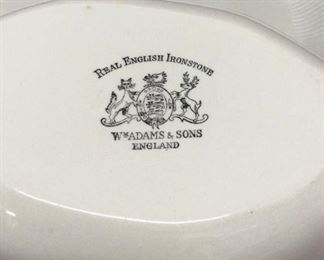 REAL ENGLISH IRONSTONE
Wm ADAMS & SONS
ENGLAND